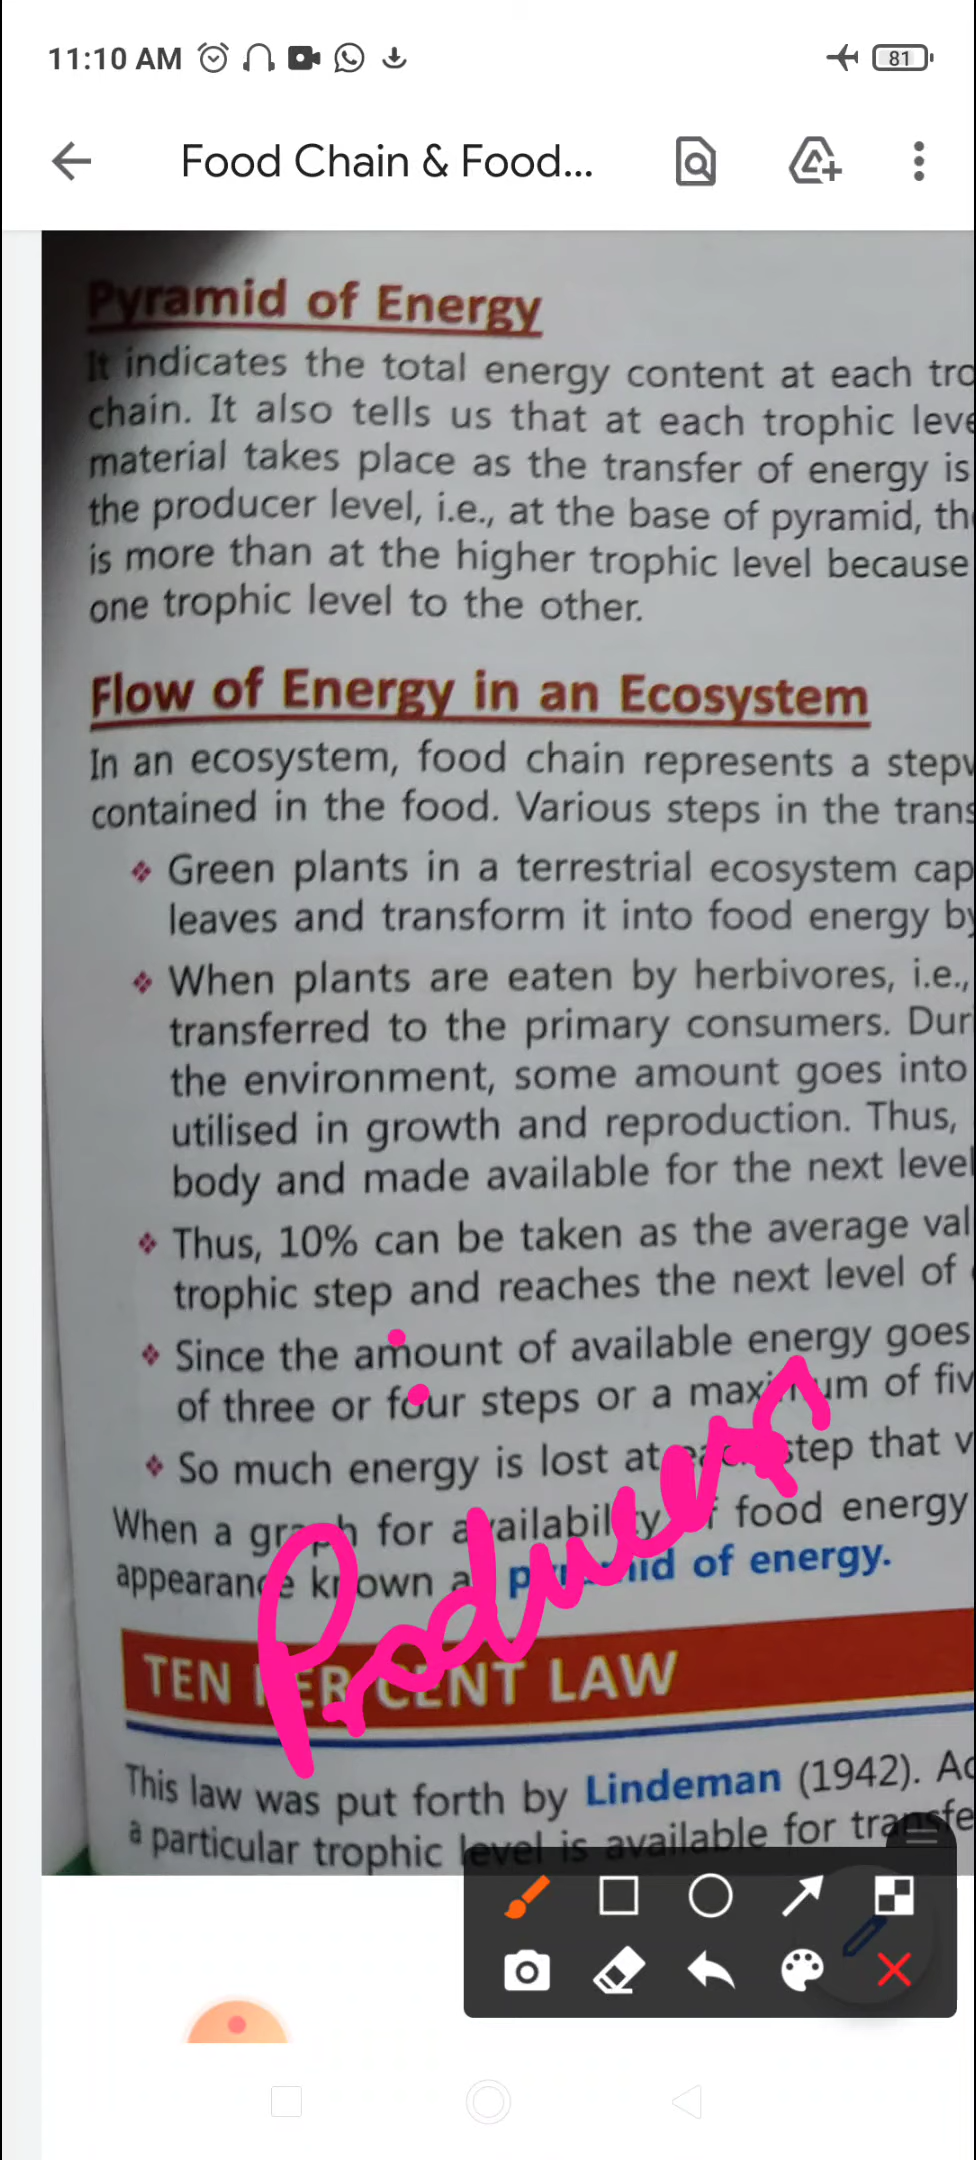 11:10 AM
81
Food Chain & Food...
Pyramid of Energy
It indicates the total energy content at each tro
chain. It also tells us that at each trophic leve
material takes place as the transfer of energy is
the producer level, i.e., at the base of pyramid, the
is more than at the higher trophic level because
one trophic level to the other.
Flow of Energy in an Ecosystem
In an ecosystem, food chain represents a step
contained in the food. Various steps in the trans
❖ Green plants in a terrestrial ecosystem cap
leaves and transform it into food energy by
❖ When plants are eaten by herbivores, i.e.,
transferred to the primary consumers. Dur
the environment, some amount goes into
utilised in growth and reproduction. Thus,
body and made available for the next level
❖ Thus, 10% can be taken as the average val
trophic step and reaches the next level of
❖ Since the amount of available energy goes
of three or four steps or a maximum of fiv
❖ So much energy is lost at each step that v
When a graph for availability of food energy
appearance known as pyramid of energy.
Producers
TEN PER CENT LAW
This law was put forth by Lindeman (1942). Ac
a particular trophic level is available for transfe